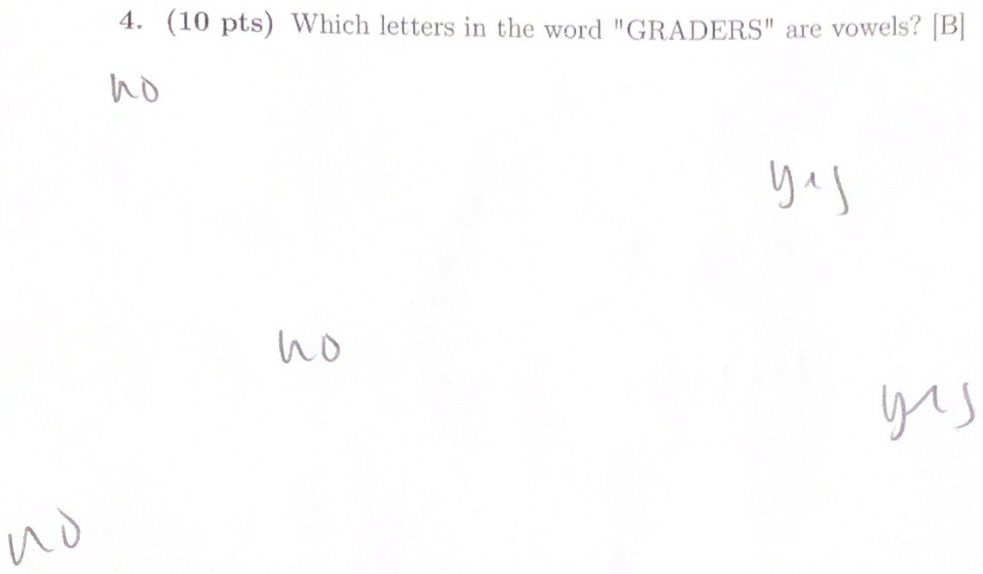 4. (10 pts) Which letters in the word "GRADERS" are vowels? [B]
no
yes
no
yes
no